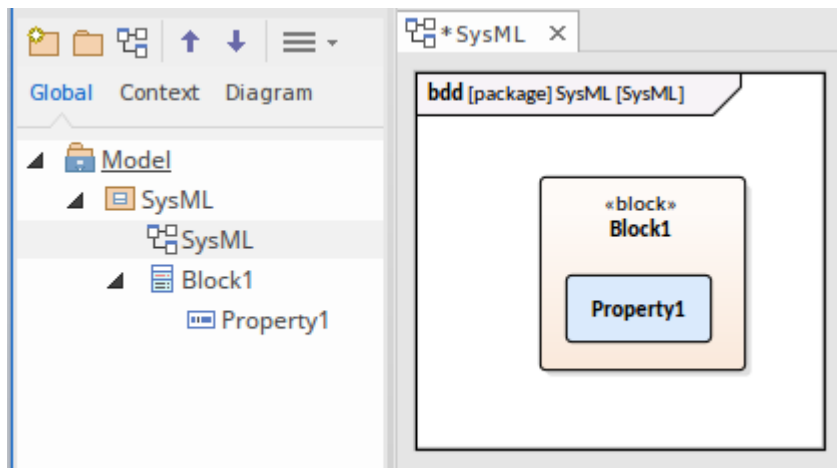 Global Context Diagram
Model
SysML
SysML
Block1
Property1
*SysML
bdd [package] SysML [SysML]
«block»
Block1
Property1